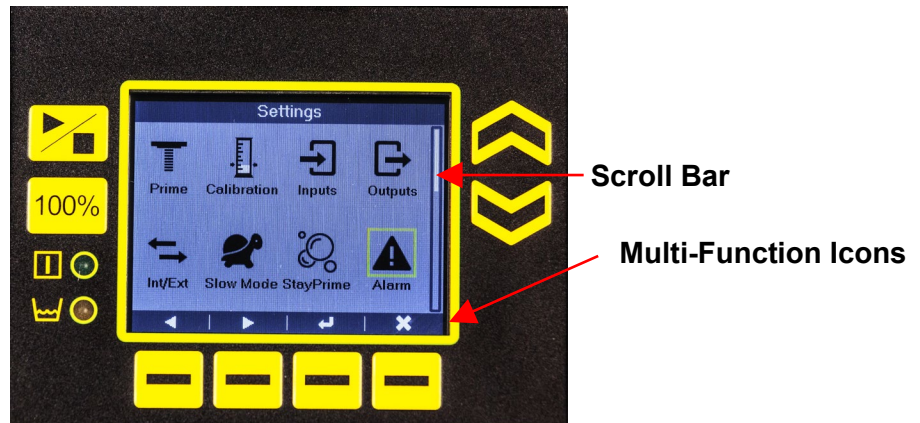 Settings
Prime Calibration Inputs Outputs
100%
Int/Ext Slow Mode StayPrime Alarm
Scroll Bar
Multi-Function Icons